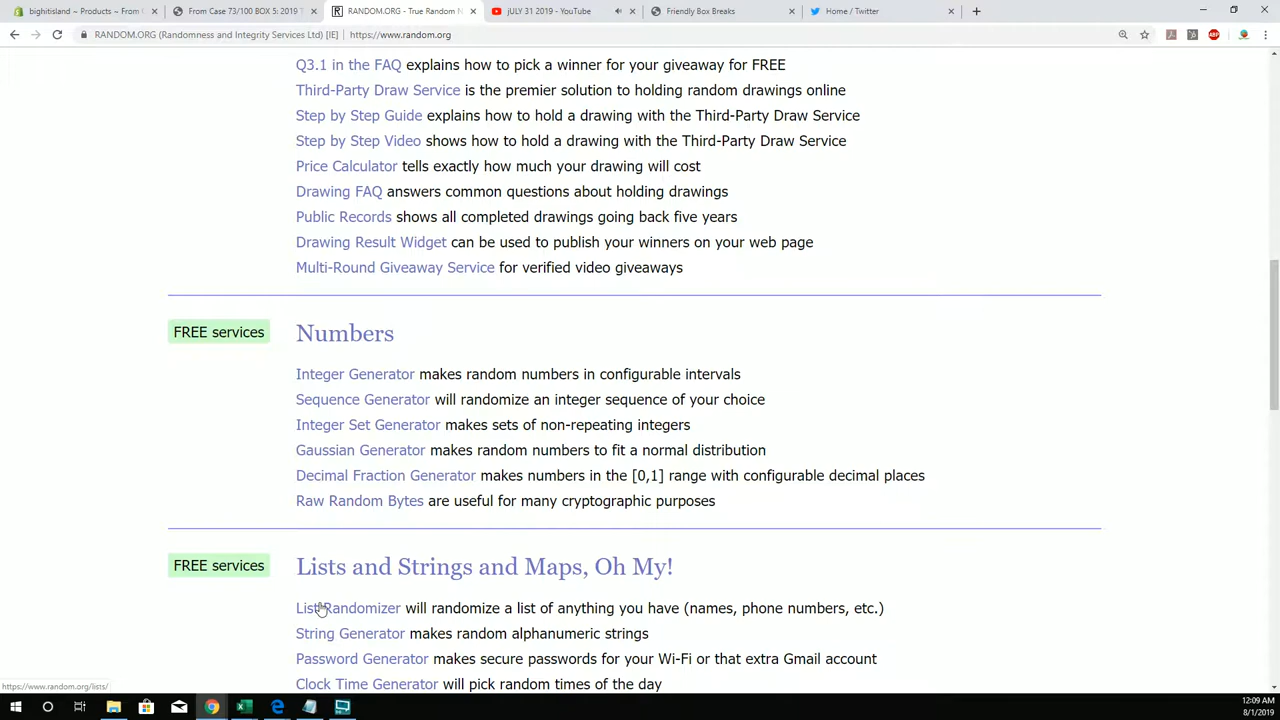 bighitisland ~ Products ~ From C
From Case 73/100 BOX 5: 2019 T
RANDOM.ORG - True Random N
jULY 31 2019 - YouTube
Friendly Box Breaks
Home / Twitter
RANDOM.ORG (Randomness and Integrity Services Ltd) [IE] | https://www.random.org
Q3.1 in the FAQ explains how to pick a winner for your giveaway for FREE
Third-Party Draw Service is the premier solution to holding random drawings online
Step by Step Guide explains how to hold a drawing with the Third-Party Draw Service
Step by Step Video shows how to hold a drawing with the Third-Party Draw Service
Price Calculator tells exactly how much your drawing will cost
Drawing FAQ answers common questions about holding drawings
Public Records shows all completed drawings going back five years
Drawing Result Widget can be used to publish your winners on your web page
Multi-Round Giveaway Service for verified video giveaways
FREE services
Numbers
Integer Generator makes random numbers in configurable intervals
Sequence Generator will randomize an integer sequence of your choice
Integer Set Generator makes sets of non-repeating integers
Gaussian Generator makes random numbers to fit a normal distribution
Decimal Fraction Generator makes numbers in the [0,1] range with configurable decimal places
Raw Random Bytes are useful for many cryptographic purposes
FREE services
Lists and Strings and Maps, Oh My!
List Randomizer will randomize a list of anything you have (names, phone numbers, etc.)
String Generator makes random alphanumeric strings
Password Generator makes secure passwords for your Wi-Fi or that extra Gmail account
Clock Time Generator will pick random times of the day
https://www.random.org/lists/
12:09 AM
8/1/2019